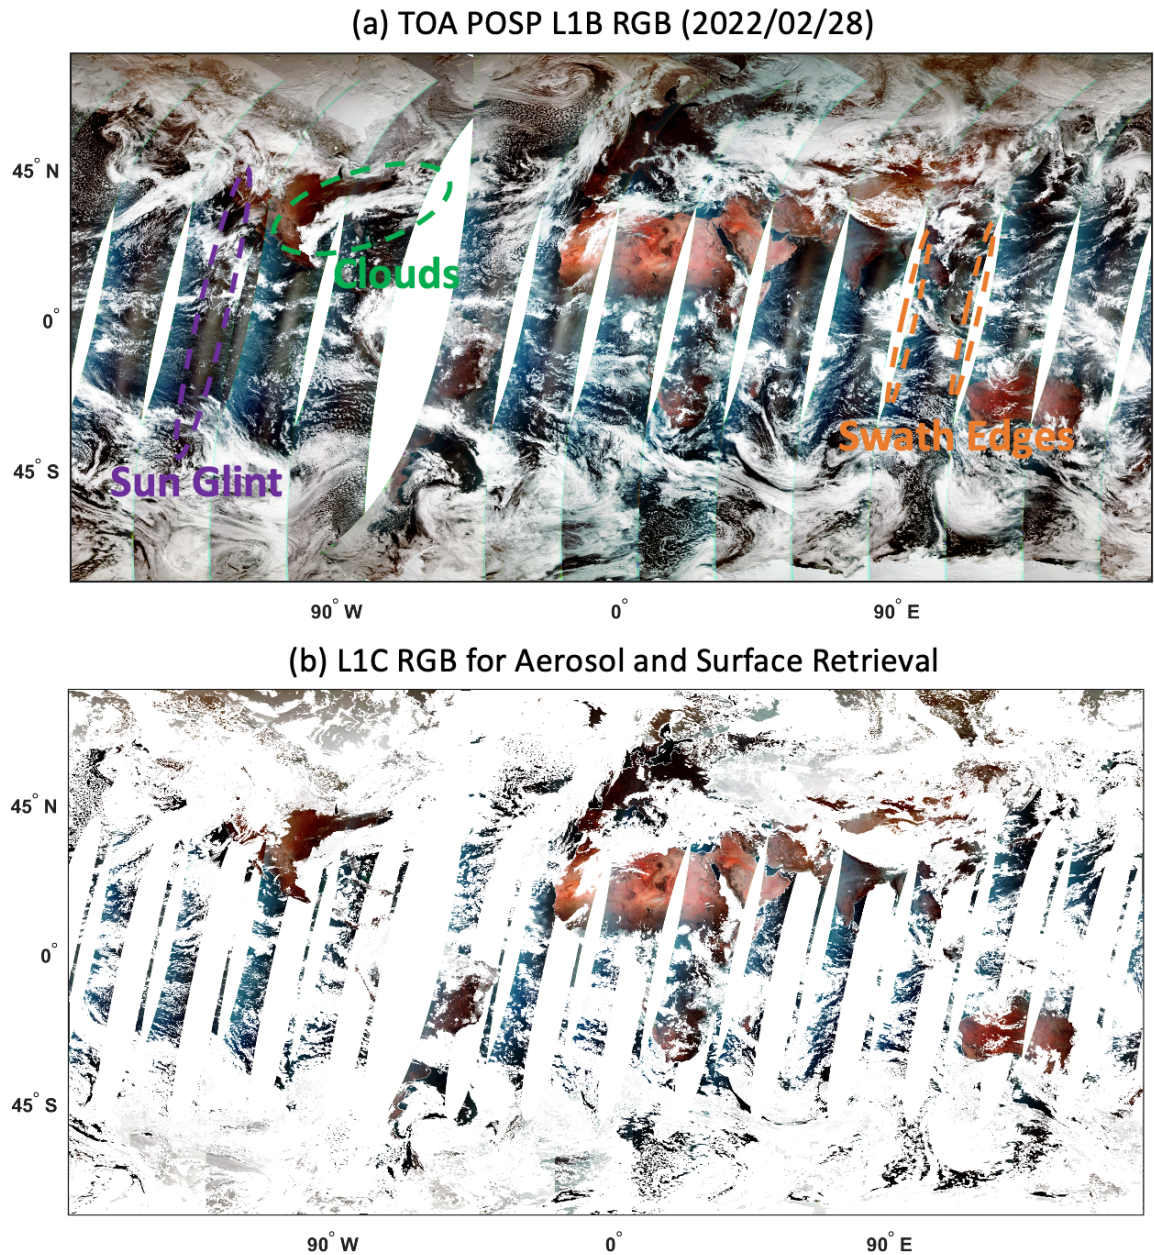 (a) TOA POSP L1B RGB (2022/02/28)
45° N
Clouds
0°
Swath Edges
45° S
Sun Glint
90° W
0°
90° E
(b) L1C RGB for Aerosol and Surface Retrieval
45° N
0°
45° S
90° W
0°
90° E